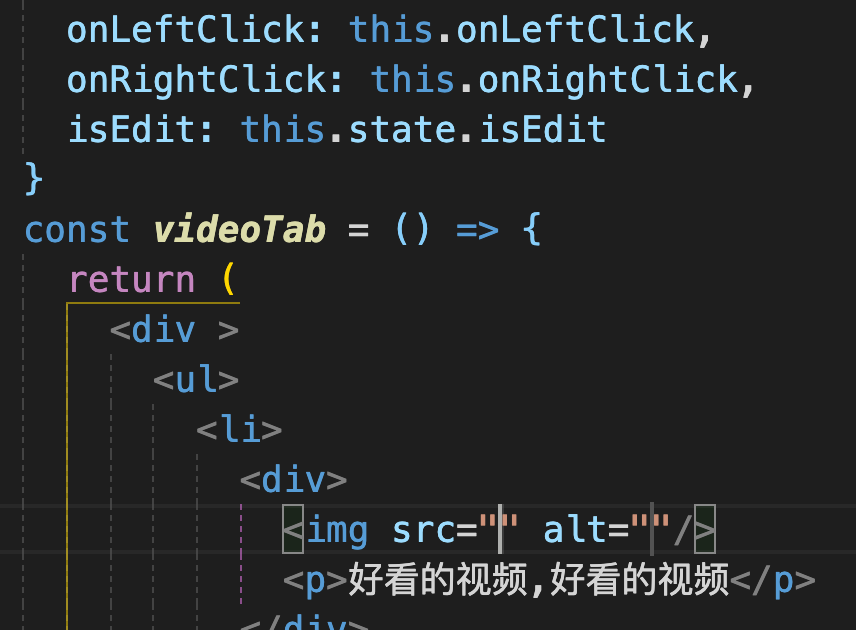 onLeftClick: this.onLeftClick,
onRightClick: this.onRightClick,
isEdit: this.state.isEdit
}
const videoTab = () => {
return (
<div >
<ul>
<li>
<div>
<img src="" alt=""/>
<p>好看的视频,好看的视频</p>
</div>